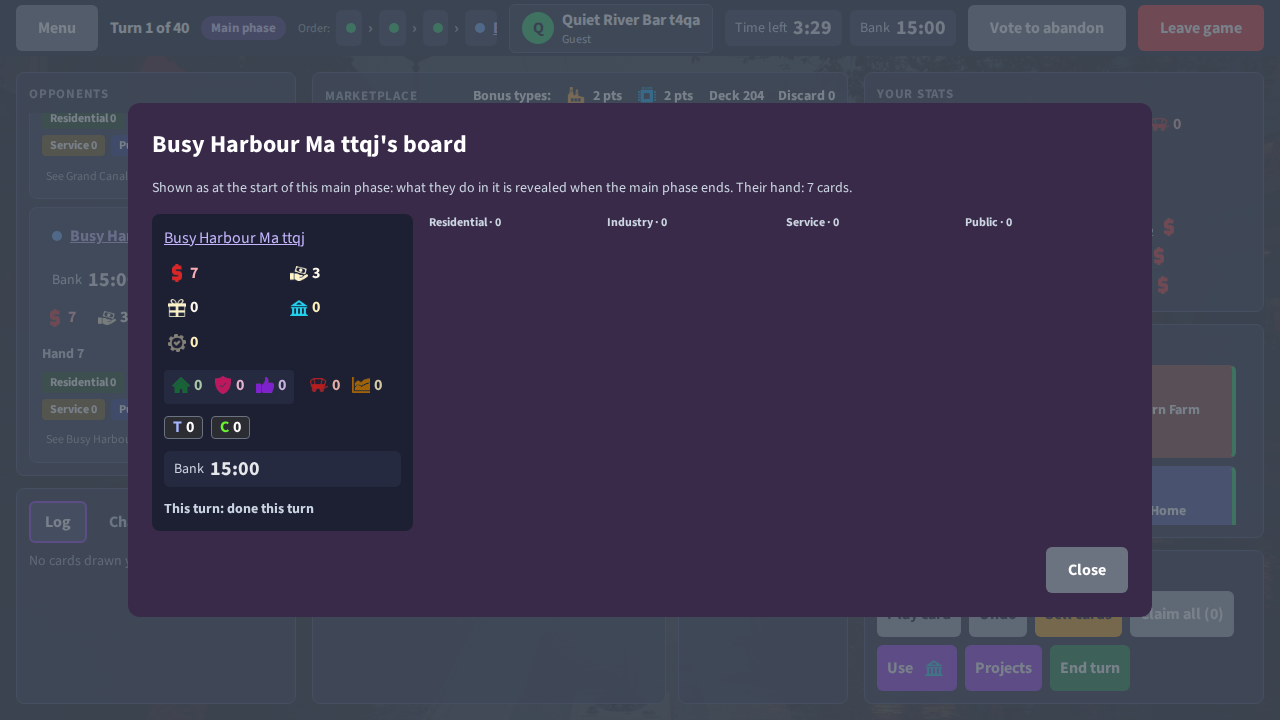 Menu
Turn 1 of 40
Main phase
Order:
Q
Quiet River Bar t4qa
Guest
Time left 3:29
Bank 15:00
Vote to abandon
Leave game
OPPONENTS
Residential 0
Service 0
See Grand Canal
Busy Ha
Bank 15:0
7 3
Hand 7
Residential 0
Service 0
See Busy Harbou
Log
No cards drawn
MARKETPLACE
Bonus types: 2 pts 2 pts Deck 204 Discard 0
YOUR STATS
0
Busy Harbour Ma ttqj's board
Shown as at the start of this main phase: what they do in it is revealed when the main phase ends. Their hand: 7 cards.
Busy Harbour Ma ttqj
7 3
0 0
0
0 0 0 0 0
T 0 C 0
Bank 15:00
This turn: done this turn
Residential · 0
Industry · 0
Service · 0
Public · 0
Close
rn Farm
Home
Claim all (0)
Use
Projects
End turn